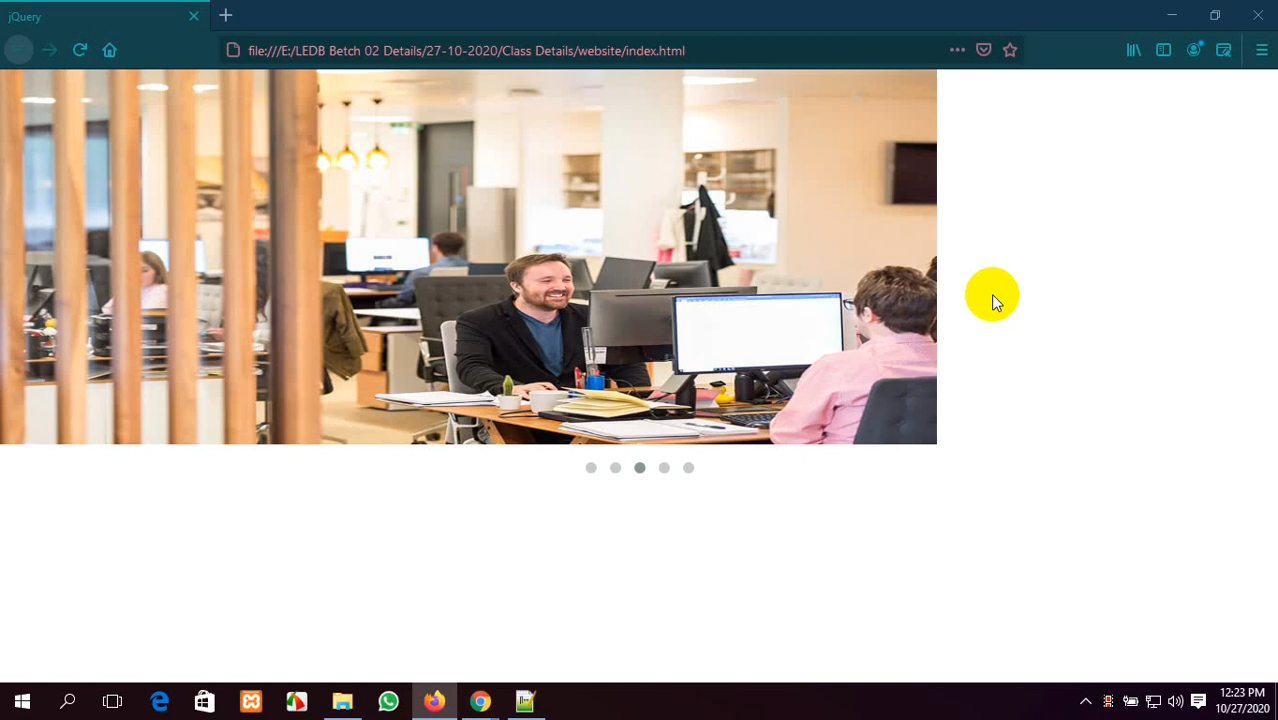 jQuery
file:///E:/LEDB Betch 02 Details/27-10-2020/Class Details/website/index.html
12:23 PM
10/27/2020